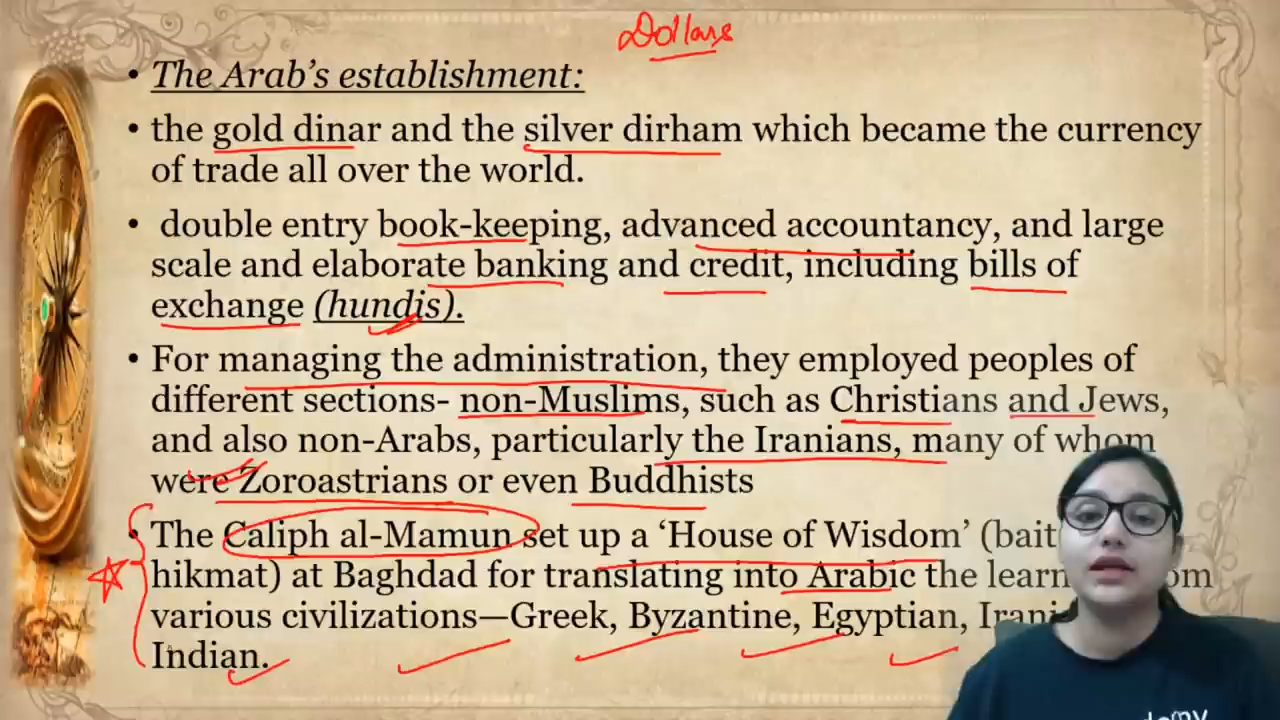 Dollars
• The Arab's establishment:
• the gold dinar and the silver dirham which became the currency
of trade all over the world.
• double entry book-keeping, advanced accountancy, and large
scale and elaborate banking and credit, including bills of
exchange (hundis).
• For managing the administration, they employed peoples of
different sections- non-Muslims, such as Christians and Jews,
and also non-Arabs, particularly the Iranians, many of whom
were Zoroastrians or even Buddhists
• The Caliph al-Mamun set up a ‘House of Wisdom’ (bait
hikmat) at Baghdad for translating into Arabic the
various civilizations—Greek, Byzantine, Egyptian,
Indian.